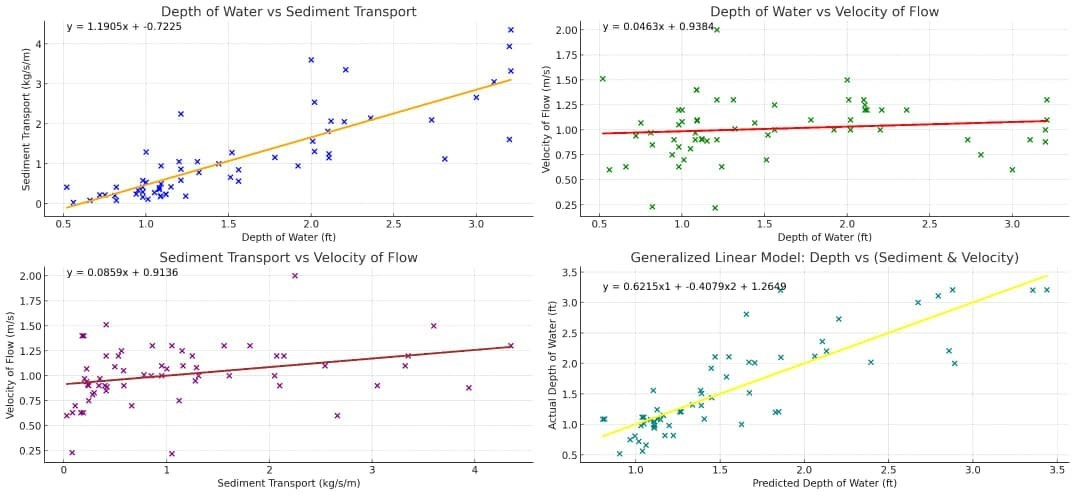 Depth of Water vs Sediment Transport
y = 1.1905x + -0.7225
Sediment Transport (kg/s/m)
4
3
2
1
0
0.5 1.0 1.5 2.0 2.5 3.0
Depth of Water (ft)
Depth of Water vs Velocity of Flow
y = 0.0463x + 0.9384
Velocity of Flow (m/s)
2.00
1.75
1.50
1.25
1.00
0.75
0.50
0.25
0.5 1.0 1.5 2.0 2.5 3.0
Depth of Water (ft)
Sediment Transport vs Velocity of Flow
y = 0.0859x + 0.9136
Velocity of Flow (m/s)
2.00
1.75
1.50
1.25
1.00
0.75
0.50
0.25
0 1 2 3 4
Sediment Transport (kg/s/m)
Generalized Linear Model: Depth vs (Sediment & Velocity)
y = 0.6215x1 + -0.4079x2 + 1.2649
Actual Depth of Water (ft)
3.5
3.0
2.5
2.0
1.5
1.0
0.5
1.0 1.5 2.0 2.5 3.0 3.5
Predicted Depth of Water (ft)